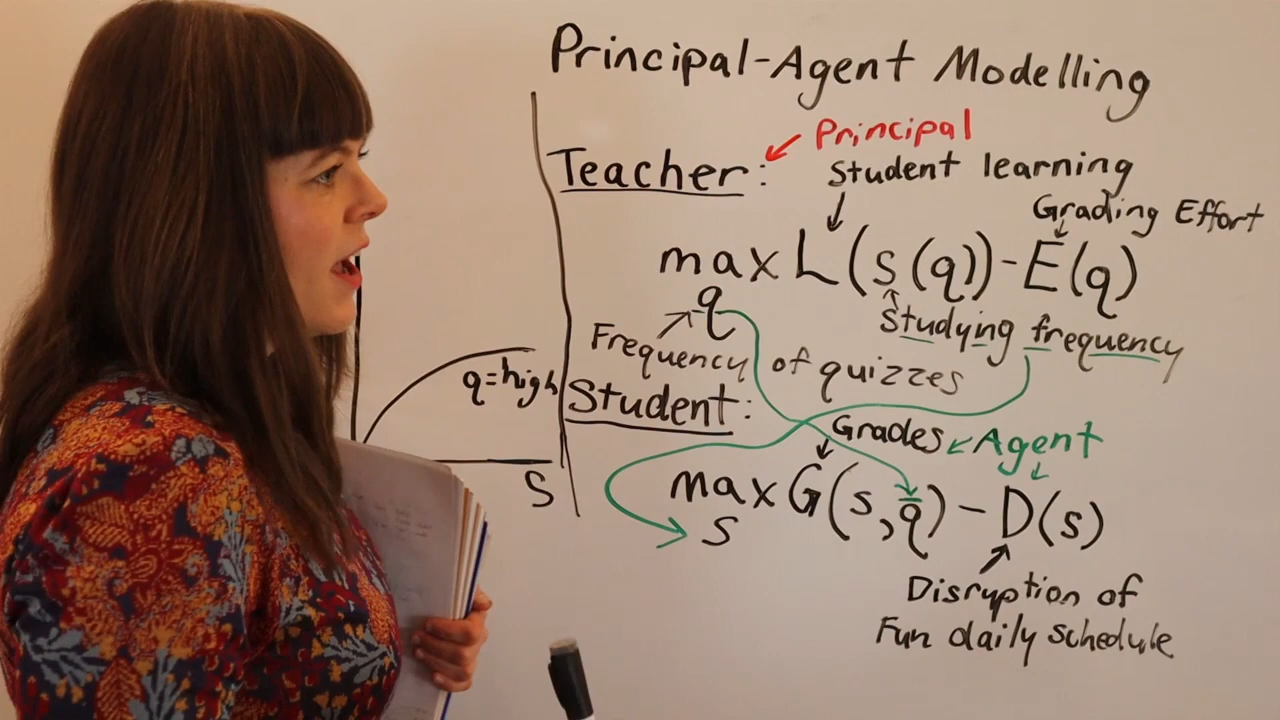 Principal-Agent Modelling
Principal
Teacher:
Student learning
Grading Effort
max L(s(q))-E(q)
q
Studying frequency
Frequency of quizzes
q=high
Student:
Grades
Agent
max G(s,q̄) - D(s)
s
S
Disruption of
Fun daily schedule